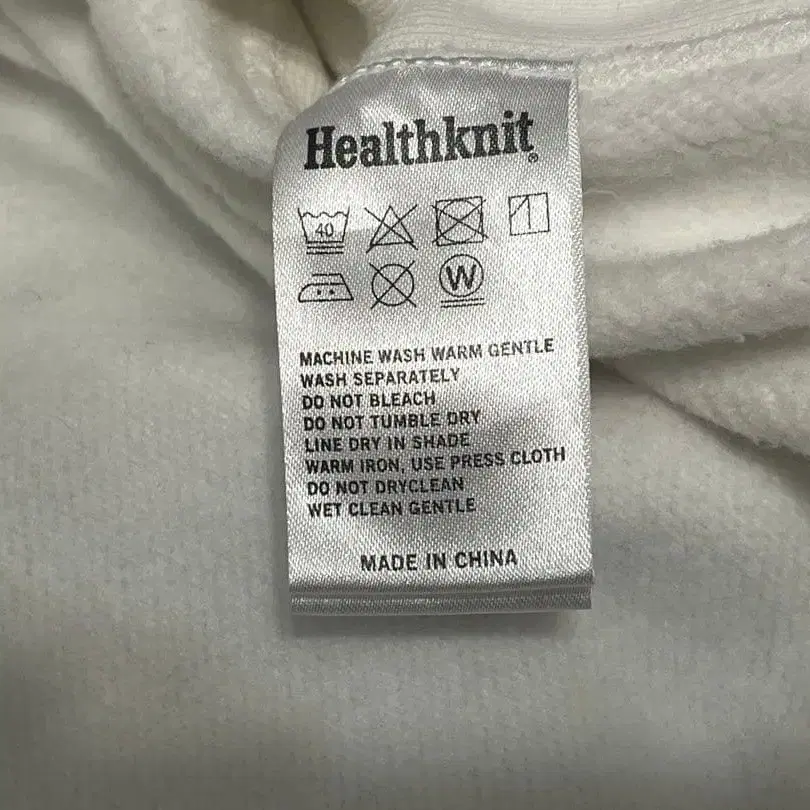 Healthknit®
40
W
MACHINE WASH WARM GENTLE
WASH SEPARATELY
DO NOT BLEACH
DO NOT TUMBLE DRY
LINE DRY IN SHADE
WARM IRON, USE PRESS CLOTH
DO NOT DRYCLEAN
WET CLEAN GENTLE
MADE IN CHINA